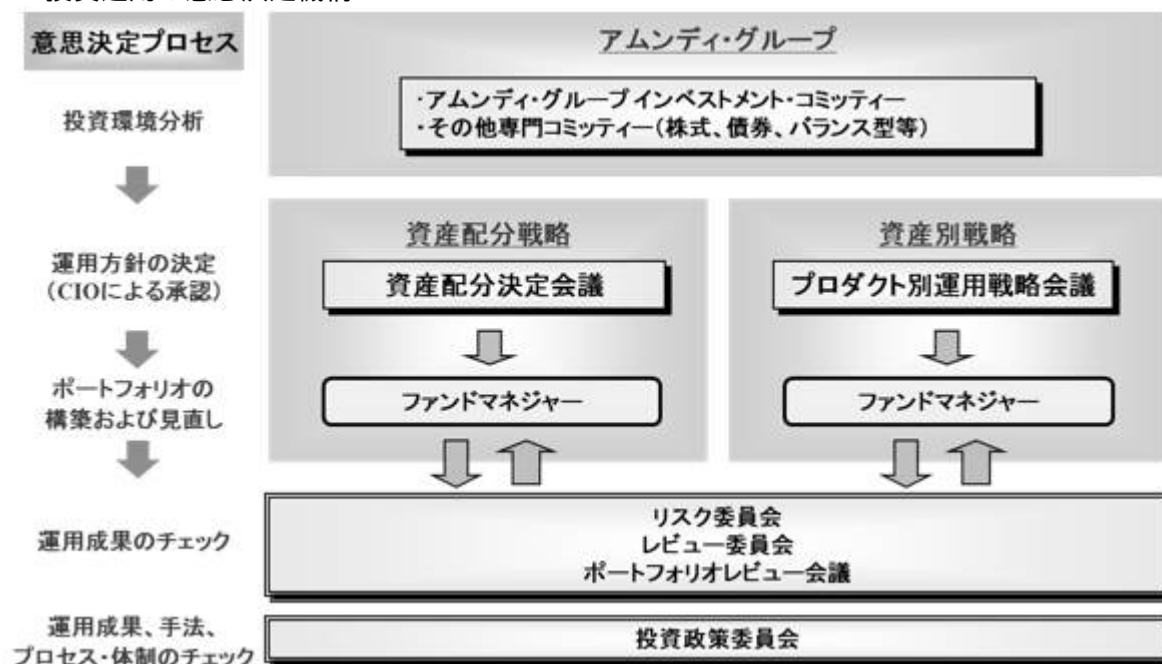 意思決定プロセス
アムンディ・グループ
投資環境分析
・アムンディ・グループインベストメント・コミッティー
・その他専門コミッティー(株式、債券、バランス型等)
運用方針の決定
(CIOによる承認)
資産配分戦略
資産配分決定会議
資産別戦略
プロダクト別運用戦略会議
ポートフォリオの
構築および見直し
ファンドマネジャー
ファンドマネジャー
運用成果のチェック
リスク委員会
レビュー委員会
ポートフォリオレビュー会議
運用成果、手法、
プロセス・体制のチェック
投資政策委員会